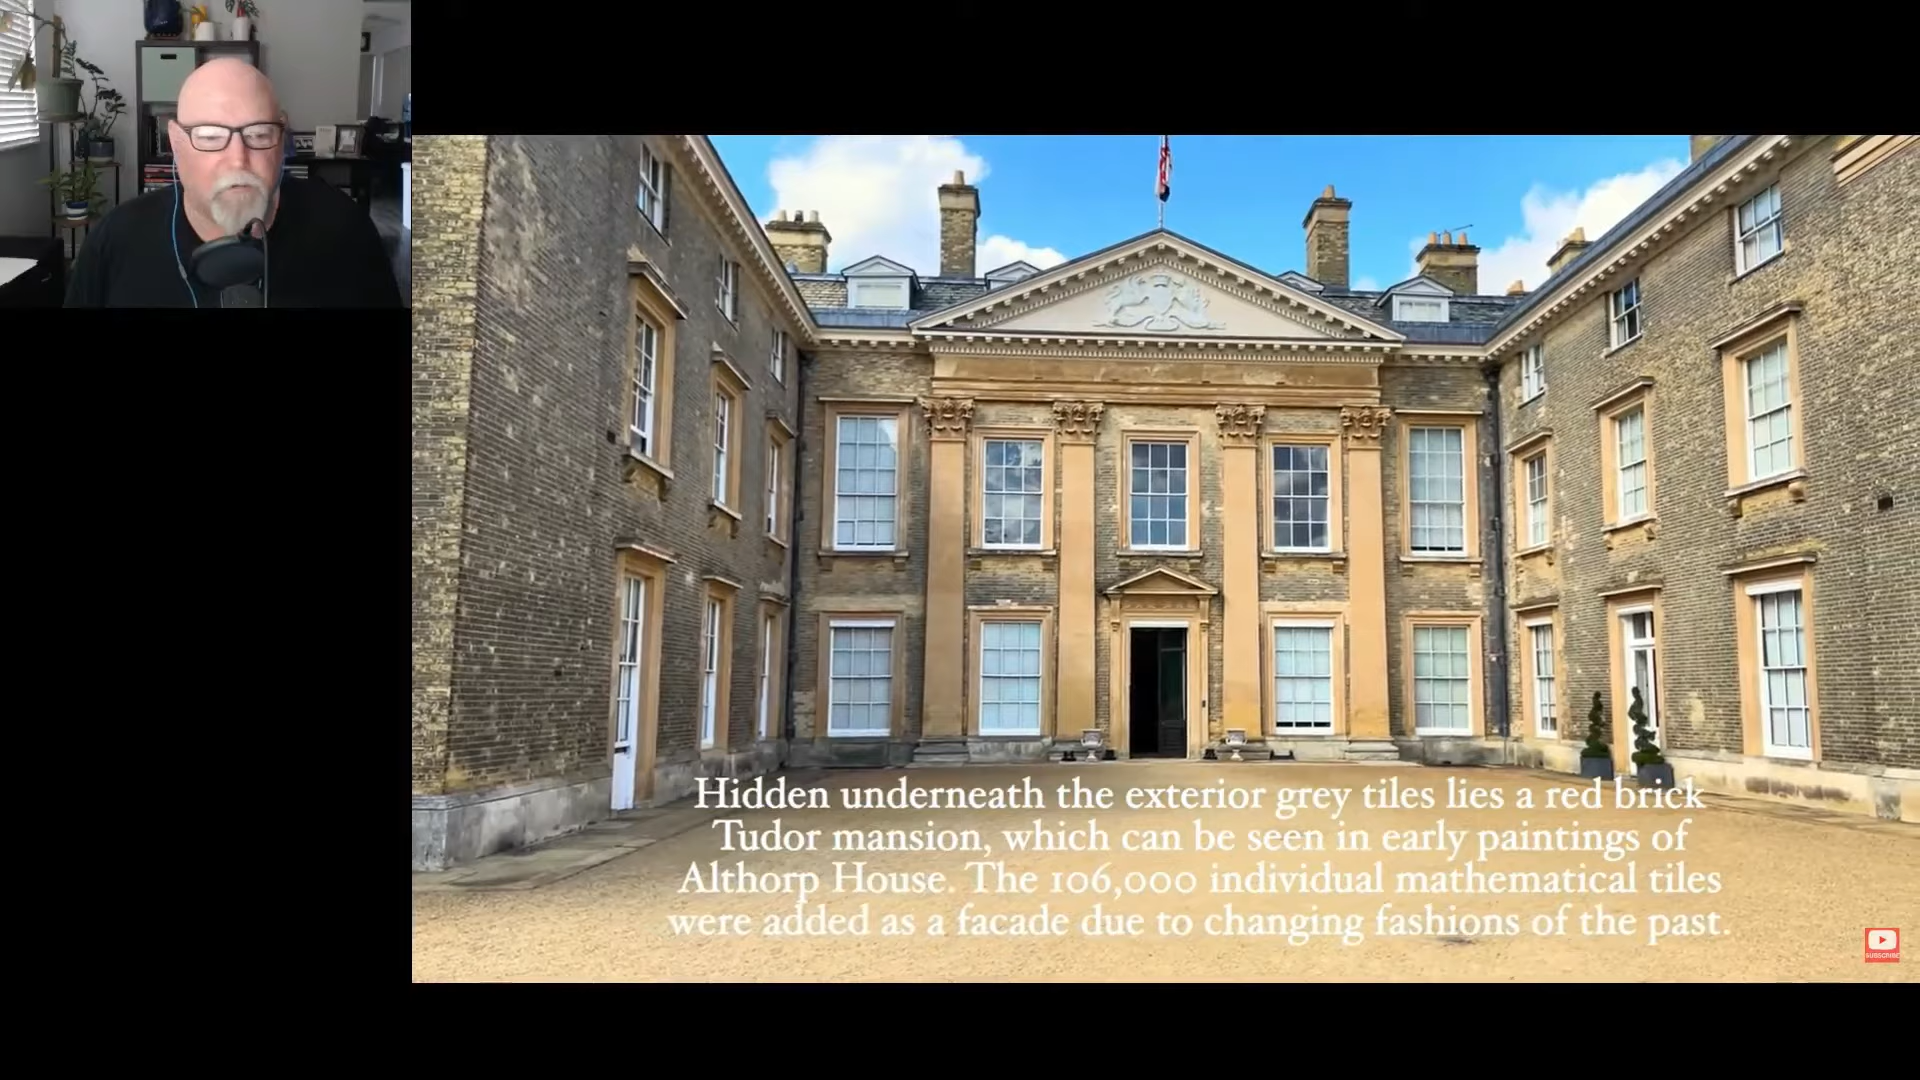 Hidden underneath the exterior grey tiles lies a red brick
Tudor mansion, which can be seen in early paintings of
Althorp House. The 106,000 individual mathematical tiles
were added as a facade due to changing fashions of the past.
SUBSCRIBE